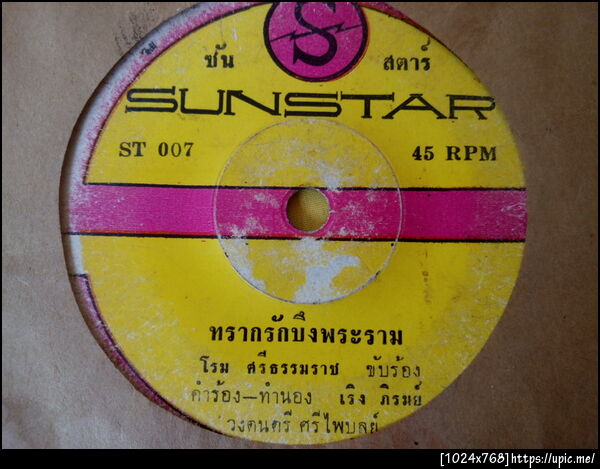 S
ซัน สตาร์
SUNSTAR
ST 007 45 RPM
ทรากรักบึงพระราม
โรม ศรีธรรมราช ขับร้อง
คำร้อง–ทำนอง เริง ภิรมย์
วงดนตรี ศรีไพบูลย์
[1024x768]https://upic.me/